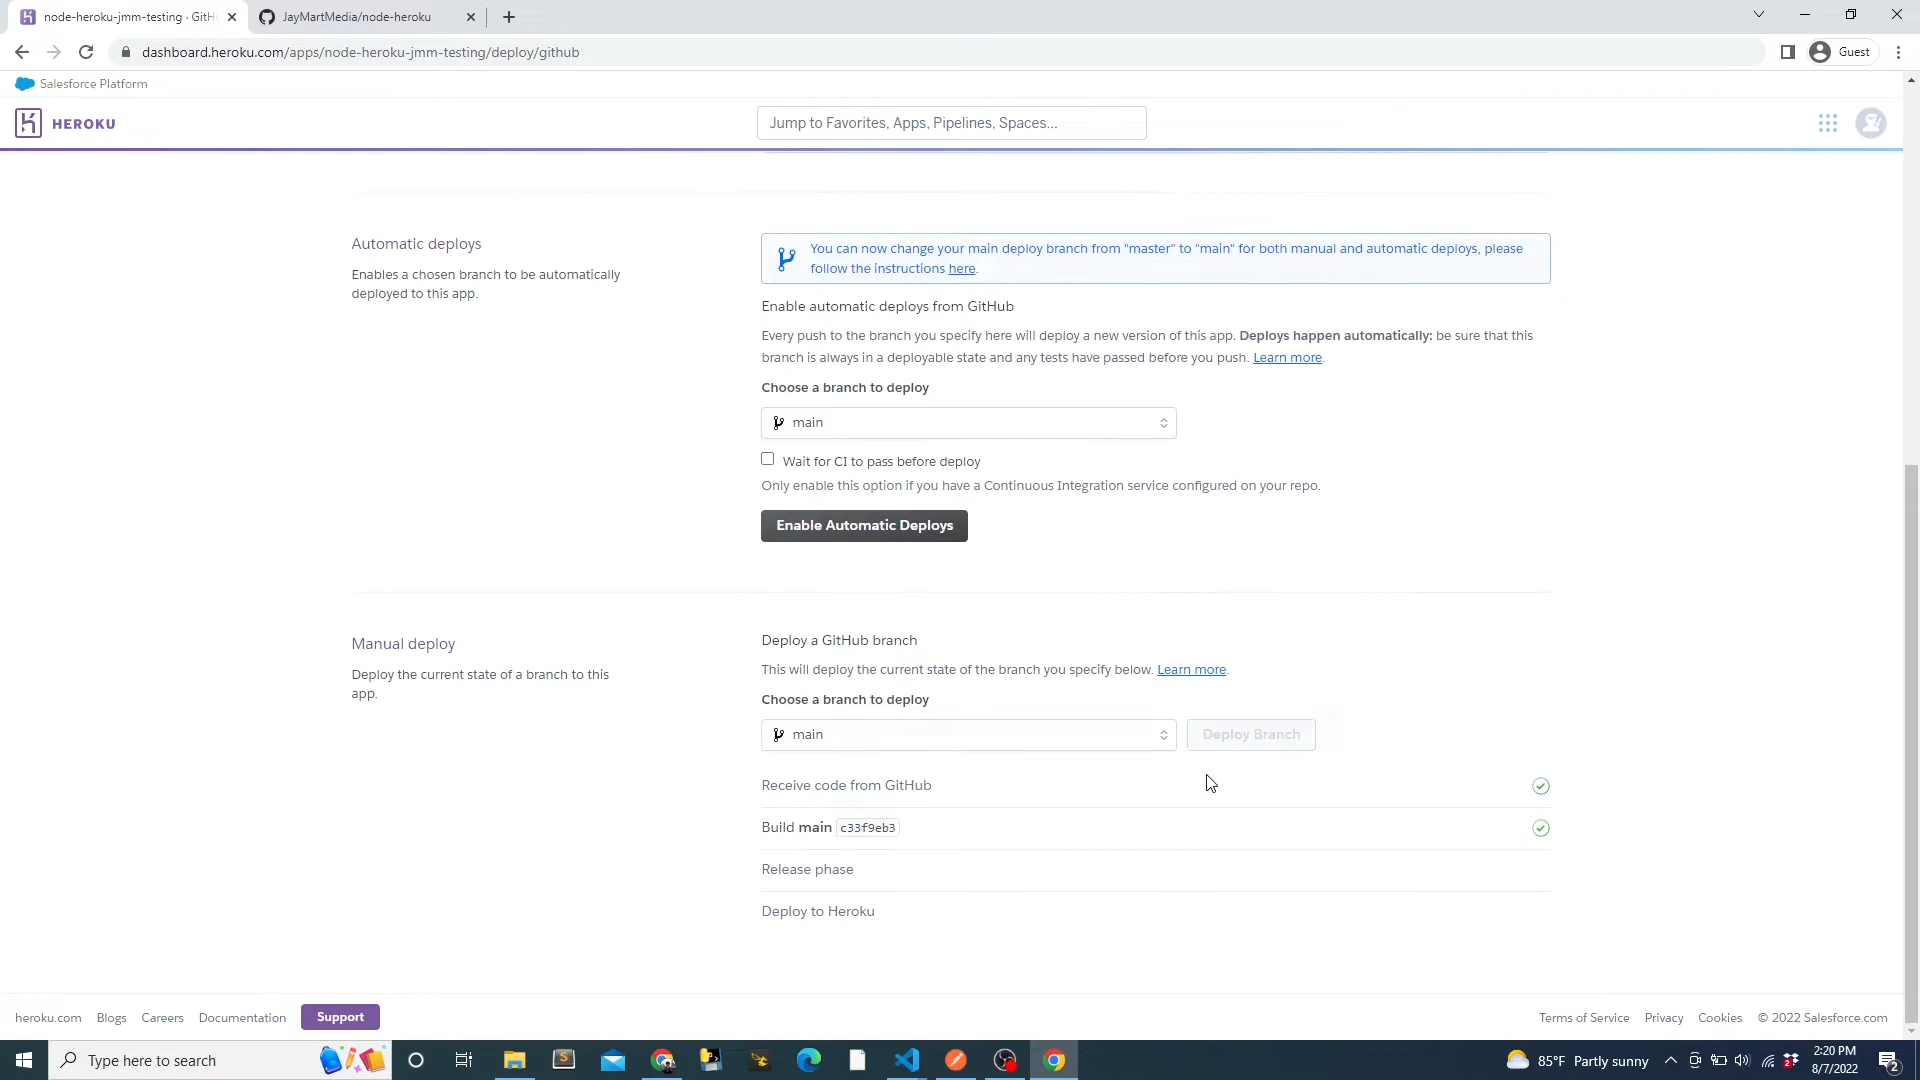 node-heroku-jmm-testing · GitH
JayMartMedia/node-heroku
dashboard.heroku.com/apps/node-heroku-jmm-testing/deploy/github
Guest
Salesforce Platform
HEROKU
Jump to Favorites, Apps, Pipelines, Spaces...
Automatic deploys
Enables a chosen branch to be automatically
deployed to this app.
You can now change your main deploy branch from "master" to "main" for both manual and automatic deploys, please
follow the instructions here.
Enable automatic deploys from GitHub
Every push to the branch you specify here will deploy a new version of this app. Deploys happen automatically: be sure that this
branch is always in a deployable state and any tests have passed before you push. Learn more.
Choose a branch to deploy
main
Wait for CI to pass before deploy
Only enable this option if you have a Continuous Integration service configured on your repo.
Enable Automatic Deploys
Manual deploy
Deploy the current state of a branch to this
app.
Deploy a GitHub branch
This will deploy the current state of the branch you specify below. Learn more.
Choose a branch to deploy
main
Deploy Branch
Receive code from GitHub
Build main c33f9eb3
Release phase
Deploy to Heroku
heroku.com Blogs Careers Documentation Support
Terms of Service Privacy Cookies © 2022 Salesforce.com
Type here to search
85°F Partly sunny
2:20 PM
8/7/2022
2